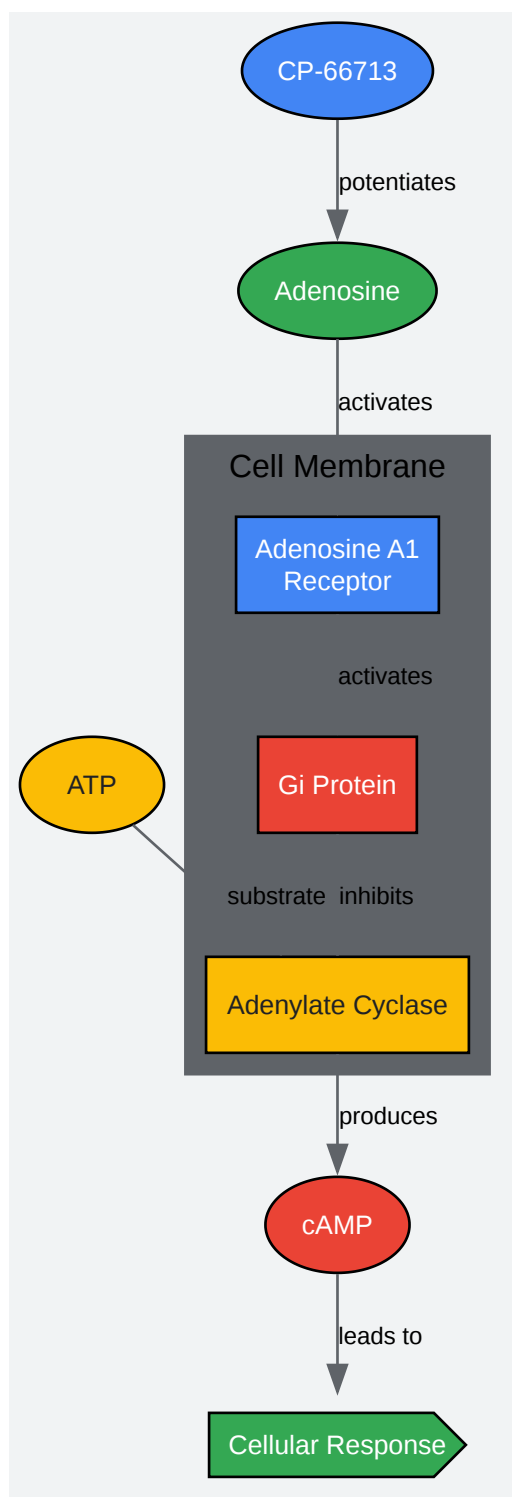 CP-66713
potentiates
Adenosine
activates
Cell Membrane
Adenosine A1
Receptor
activates
ATP
Gi Protein
substrate inhibits
Adenylate Cyclase
produces
cAMP
leads to
Cellular Response